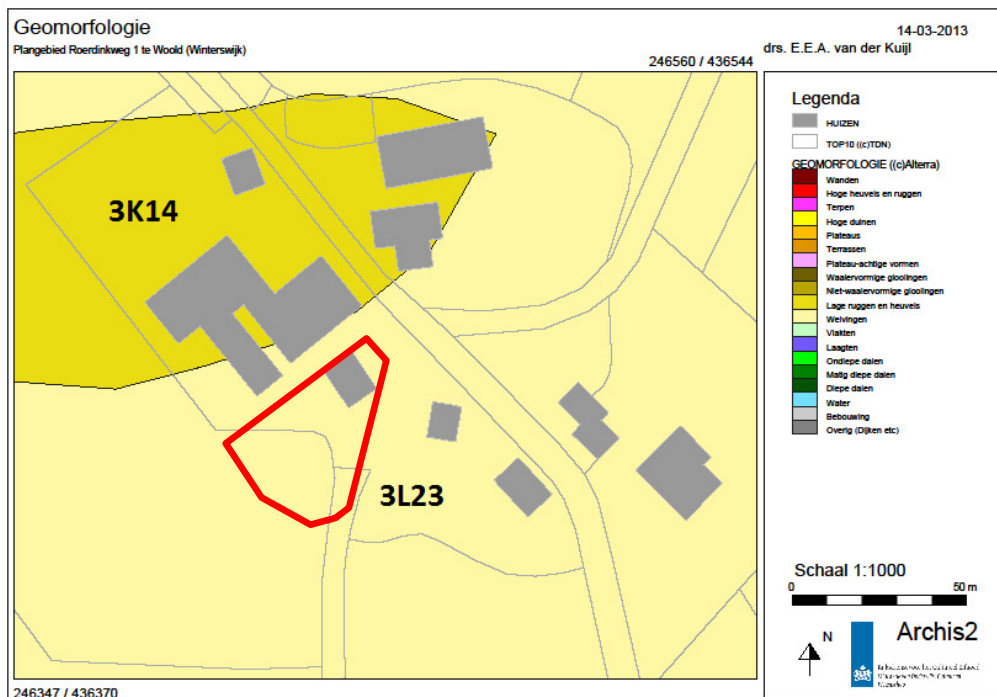 Geomorfologie
14-03-2013
Plangebied Roerdinkweg 1 te Woold (Winterswijk)
drs. E.E.A. van der Kuijl
246560 / 436544
3K14
3L23
246347 / 436370
Legenda
HUIZEN
TOP10 ((c)TDN)
GEOMORFOLOGIE ((c)Alterra)
Wanden
Hoge heuvels en ruggen
Terpen
Hoge duinen
Plateaus
Terrassen
Plateau-achtige vormen
Waaiervormige glooiingen
Niet-waaiervormige glooiingen
Lage ruggen en heuvels
Welvingen
Vlakten
Laagten
Ondiepe dalen
Matig diepe dalen
Diepe dalen
Water
Bebouwing
Overig (Dijken etc)
Schaal 1:1000
0 50 m
N
Archis2